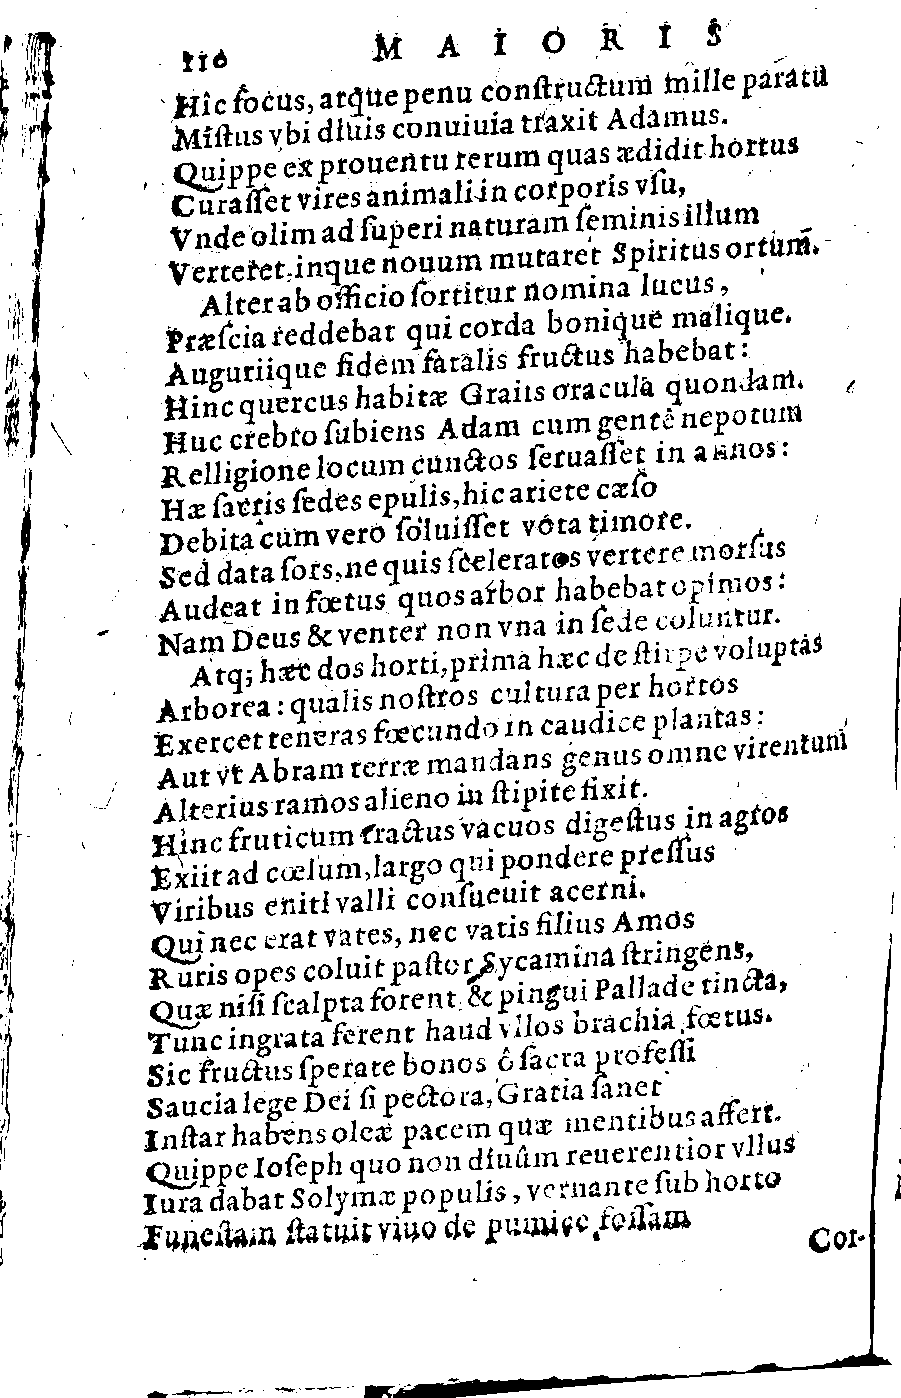 110 MAIORIS
Hîc focus, atque penu conſtructum mille paratū
Miſtus vbi diuis conuiuia traxit Adamus.
Quippe ex prouentu rerum quas ædidit hortus
Curaſſet vires animali in corporis vſu,
Vnde olim ad ſuperi naturam ſeminis illum
Verteret, inque nouum mutaret Spiritus ortum̄.
Alter ab officio ſortitur nomina lucus,
Præſcia reddebat qui corda bonique malique.
Auguriique fidem fatalis fructus habebat:
Hinc quercus habitæ Graiis oracula quondam.
Huc crebro ſubiens Adam cum gente nepotum
Relligione locum cunctos ſeruaſſet in annos:
Hæ ſacris ſedes epulis, hic ariete cæſo
Debita cum vero ſoluiſſet vota timore.
Sed data ſors, ne quis ſceleratos vertere morſus
Audeat in fœtus quos arbor habebat opimos:
Nam Deus & venter non vna in ſede coluntur.
Atq; hæc dos horti, prima hæc de ſtirpe voluptas
Arborea: qualis noſtros cultura per hortos
Exercet teneras fœcundo in caudice plantas:
Aut vt Abram terræ mandans genus omne virentum
Alterius ramos alieno in ſtipite fixit.
Hinc fruticum fractus vacuos digeſtus in agros
Exiit ad cœlum, largo qui pondere preſſus
Viribus eniti valli conſueuit acerni.
Qui nec erat vates, nec vatis filius Amos
Ruris opes coluit paſtor Sycamina ſtringens,
Quæ niſi ſcalpta forent & pingui Pallade tincta,
Tunc ingrata ferent haud vllos brachia fœtus.
Sic fructus ſperate bonos ô ſacra profeſſi
Saucia lege Dei ſi pectora, Gratia ſanet
Inſtar habens oleæ pacem quæ mentibus affert.
Quippe Ioſeph quo non diuûm reuerentior vllus
Iura dabat Solymæ populis, vernante ſub horto
Funeſtam ſtatuit viuo de pumice foſſam
Cor-